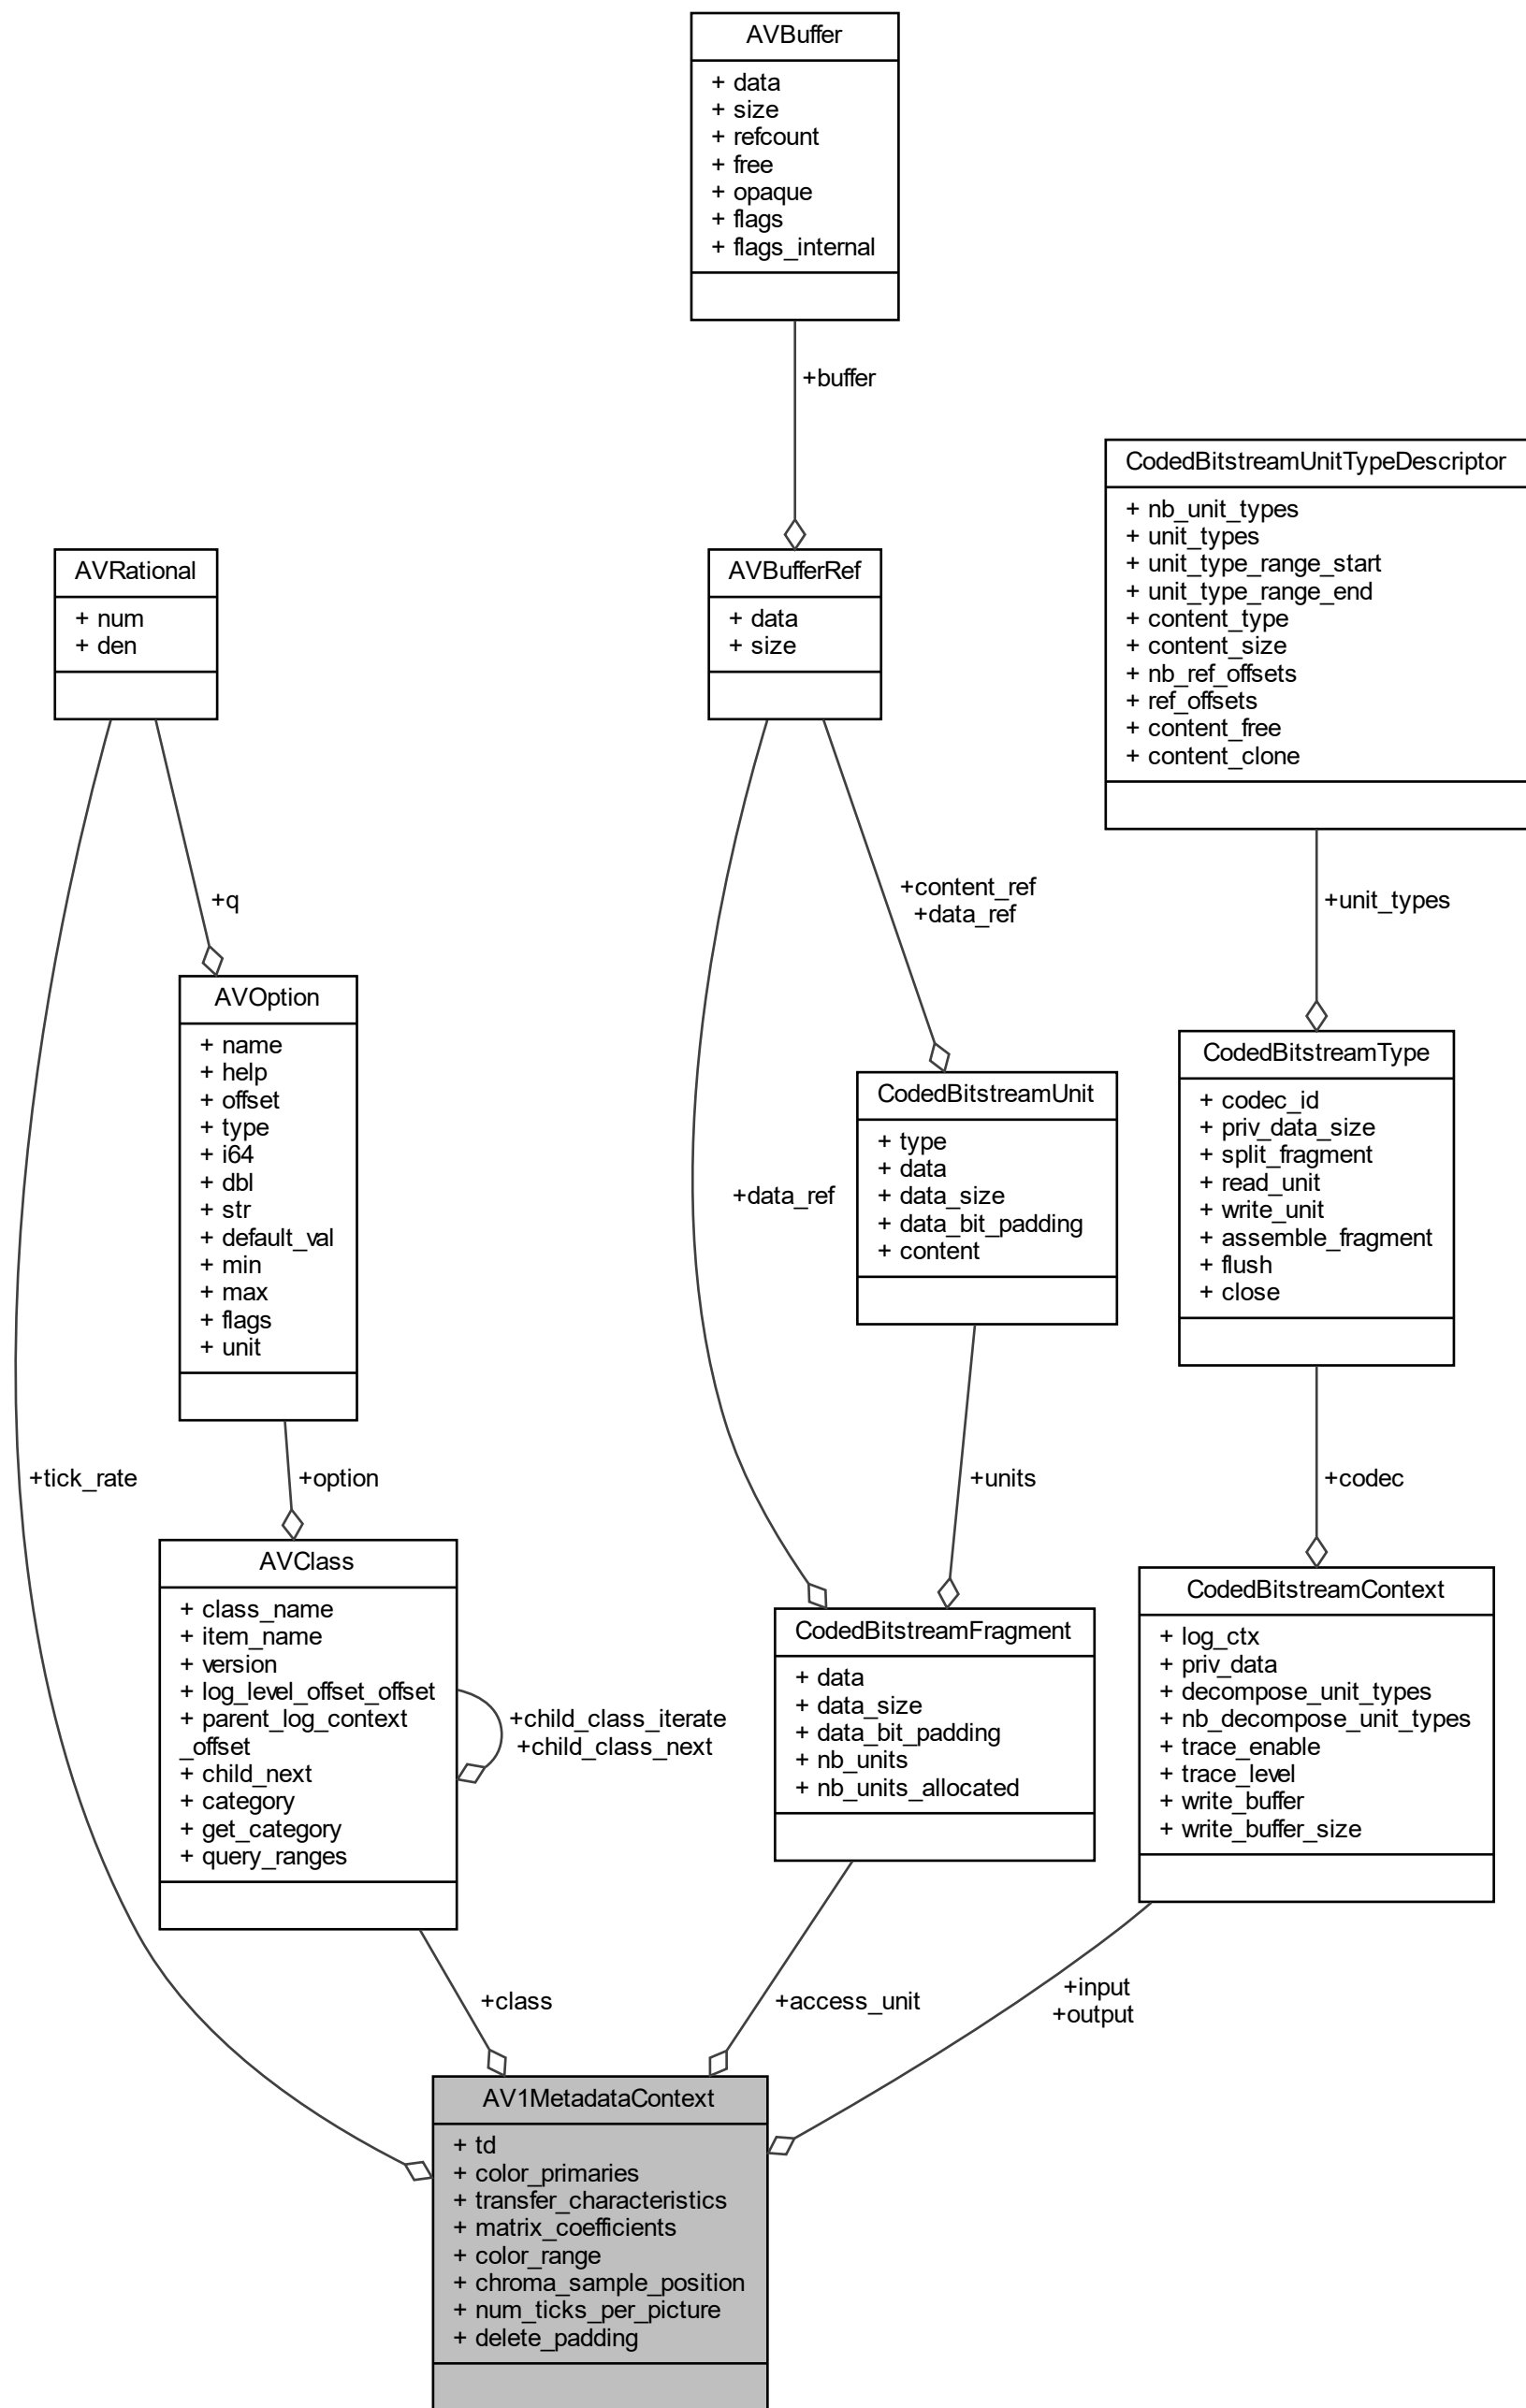 AVBuffer
+ data
+ size
+ refcount
+ free
+ opaque
+ flags
+ flags_internal
+buffer
CodedBitstreamUnitTypeDescriptor
+ nb_unit_types
+ unit_types
+ unit_type_range_start
+ unit_type_range_end
+ content_type
+ content_size
+ nb_ref_offsets
+ ref_offsets
+ content_free
+ content_clone
AVRational
+ num
+ den
AVBufferRef
+ data
+ size
+q
+content_ref
+data_ref
+unit_types
AVOption
+ name
+ help
+ offset
+ type
+ i64
+ dbl
+ str
+ default_val
+ min
+ max
+ flags
+ unit
+data_ref
CodedBitstreamUnit
+ type
+ data
+ data_size
+ data_bit_padding
+ content
CodedBitstreamType
+ codec_id
+ priv_data_size
+ split_fragment
+ read_unit
+ write_unit
+ assemble_fragment
+ flush
+ close
+tick_rate
+option
+units
+codec
AVClass
+ class_name
+ item_name
+ version
+ log_level_offset_offset
+ parent_log_context
_offset
+ child_next
+ category
+ get_category
+ query_ranges
+child_class_iterate
+child_class_next
CodedBitstreamFragment
+ data
+ data_size
+ data_bit_padding
+ nb_units
+ nb_units_allocated
CodedBitstreamContext
+ log_ctx
+ priv_data
+ decompose_unit_types
+ nb_decompose_unit_types
+ trace_enable
+ trace_level
+ write_buffer
+ write_buffer_size
+class
+access_unit
+input
+output
AV1MetadataContext
+ td
+ color_primaries
+ transfer_characteristics
+ matrix_coefficients
+ color_range
+ chroma_sample_position
+ num_ticks_per_picture
+ delete_padding